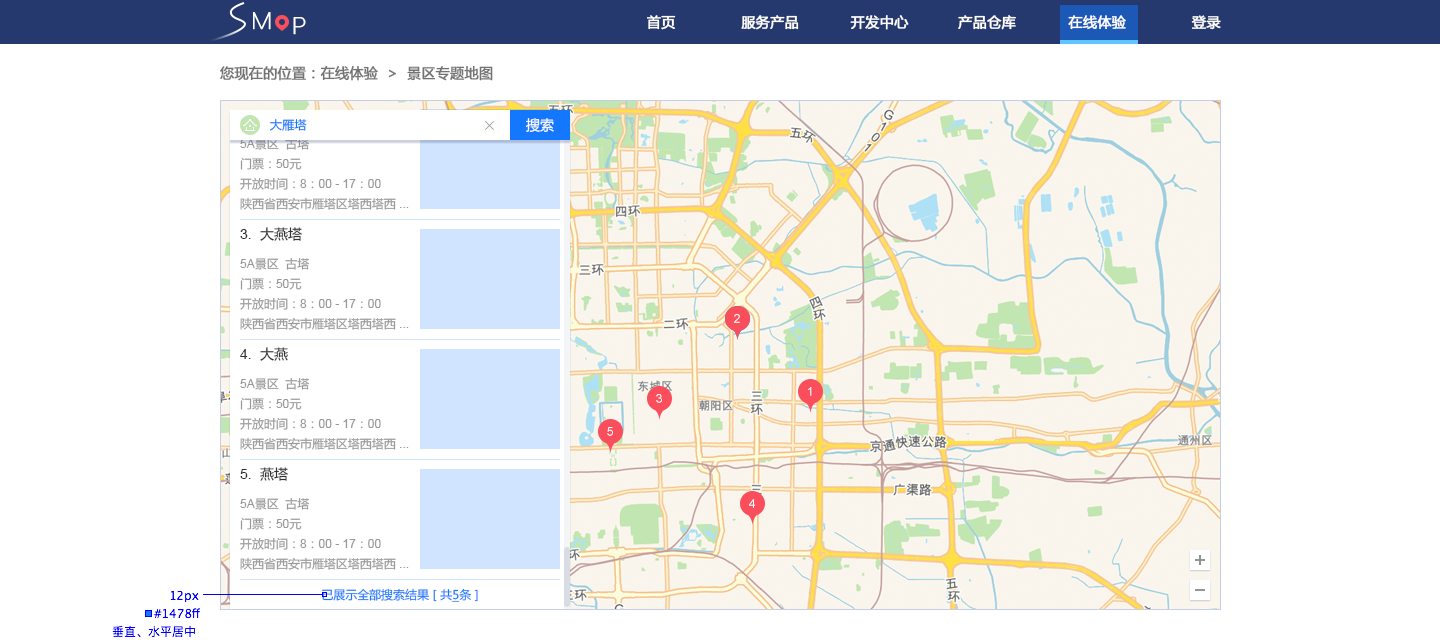 SMap
首页 服务产品 开发中心 产品仓库 在线体验 登录
您现在的位置：在线体验 > 景区专题地图
大雁塔 × 搜索
5A景区 古塔
门票：50元
开放时间：8：00 - 17：00
陕西省西安市雁塔区塔西塔西 ...
3. 大燕塔
5A景区 古塔
门票：50元
开放时间：8：00 - 17：00
陕西省西安市雁塔区塔西塔西 ...
4. 大燕
5A景区 古塔
门票：50元
开放时间：8：00 - 17：00
陕西省西安市雁塔区塔西塔西 ...
5. 燕塔
5A景区 古塔
门票：50元
开放时间：8：00 - 17：00
陕西省西安市雁塔区塔西塔西 ...
已展示全部搜索结果 [ 共5条 ]
12px
#1478ff
垂直、水平居中
五环
五环
G101
四环
三环
四环
二环
2
东城区
1
3
朝阳区
三环
5
京通快速公路
通州区
三
广渠路
4
环
五环
三环
+
−